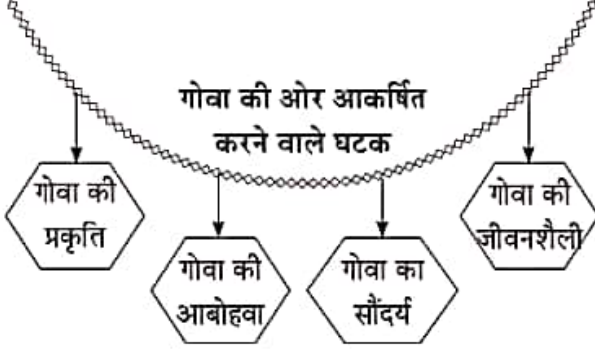 गोवा की ओर आकर्षित
करने वाले घटक
गोवा की
प्रकृति
गोवा की
आबोहवा
गोवा का
सौंदर्य
गोवा की
जीवनशैली